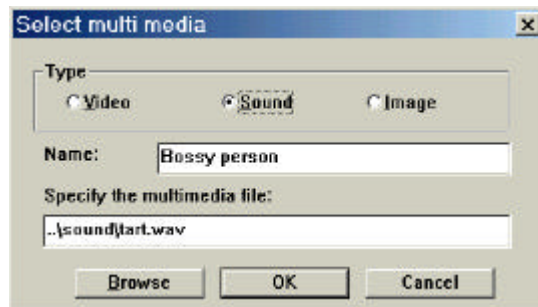 Select multi media
Type
Video Sound Image
Name: Bossy person
Specify the multimedia file:
..\sound\tart.wav
Browse OK Cancel